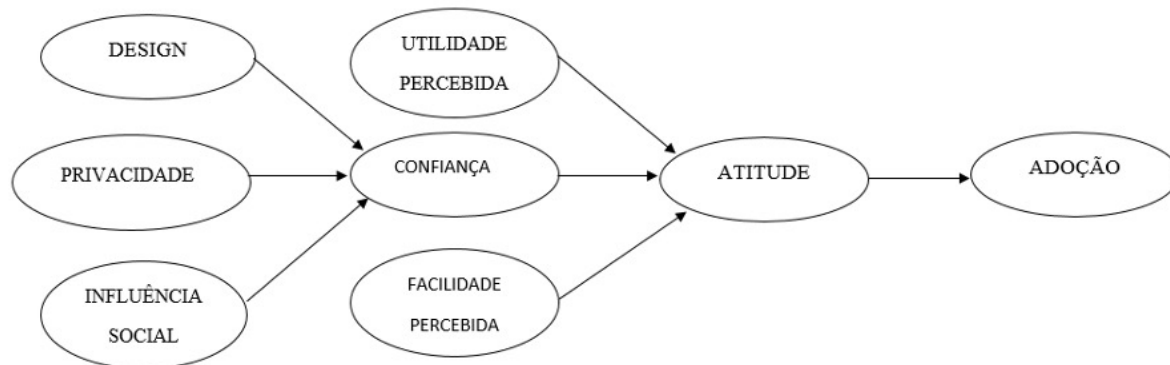 DESIGN
PRIVACIDADE
INFLUÊNCIA
SOCIAL
UTILIDADE
PERCEBIDA
CONFIANÇA
FACILIDADE
PERCEBIDA
ATITUDE
ADOÇÃO